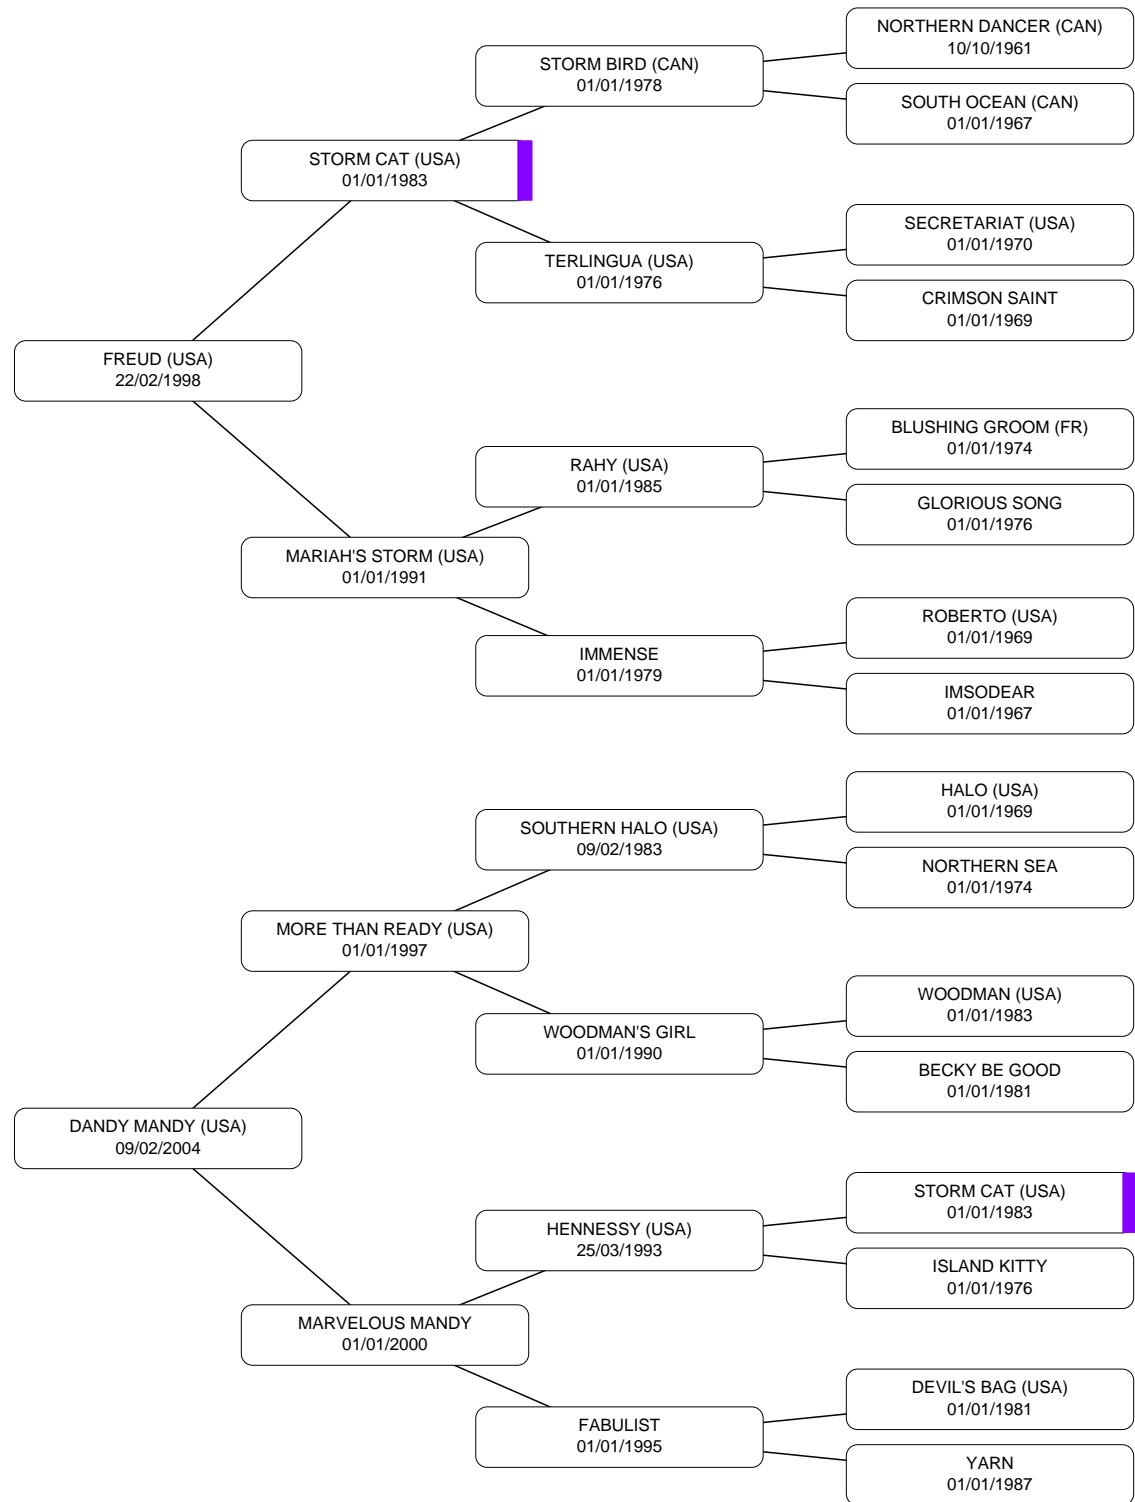 NORTHERN DANCER (CAN)
10/10/1961
STORM BIRD (CAN)
01/01/1978
SOUTH OCEAN (CAN)
01/01/1967
STORM CAT (USA)
01/01/1983
SECRETARIAT (USA)
01/01/1970
TERLINGUA (USA)
01/01/1976
CRIMSON SAINT
01/01/1969
FREUD (USA)
22/02/1998
BLUSHING GROOM (FR)
01/01/1974
RAHY (USA)
01/01/1985
GLORIOUS SONG
01/01/1976
MARIAH'S STORM (USA)
01/01/1991
ROBERTO (USA)
01/01/1969
IMMENSE
01/01/1979
IMSODEAR
01/01/1967
HALO (USA)
01/01/1969
SOUTHERN HALO (USA)
09/02/1983
NORTHERN SEA
01/01/1974
MORE THAN READY (USA)
01/01/1997
WOODMAN (USA)
01/01/1983
WOODMAN'S GIRL
01/01/1990
BECKY BE GOOD
01/01/1981
DANDY MANDY (USA)
09/02/2004
STORM CAT (USA)
01/01/1983
HENNESSY (USA)
25/03/1993
ISLAND KITTY
01/01/1976
MARVELOUS MANDY
01/01/2000
DEVIL'S BAG (USA)
01/01/1981
FABULIST
01/01/1995
YARN
01/01/1987